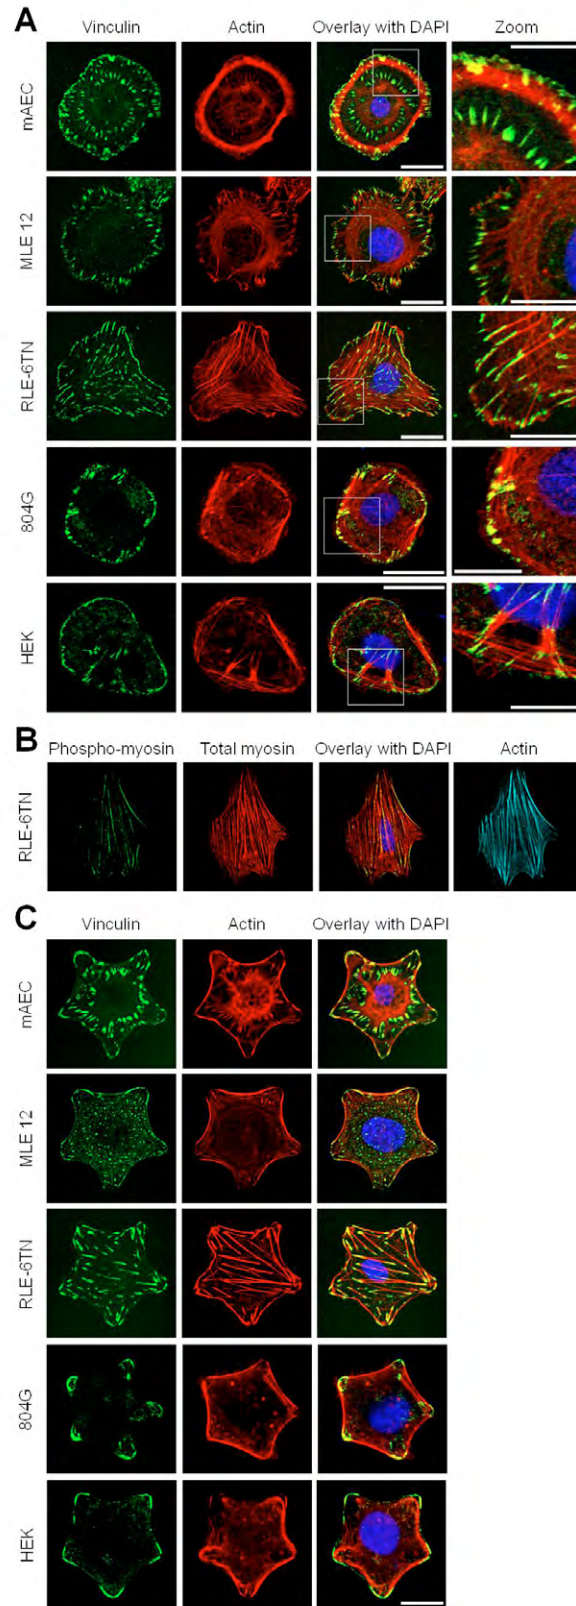 A
Vinculin Actin Overlay with DAPI Zoom
mAEC
MLE 12
RLE-6TN
804G
HEK
B
Phospho-myosin Total myosin Overlay with DAPI Actin
RLE-6TN
C
Vinculin Actin Overlay with DAPI
mAEC
MLE 12
RLE-6TN
804G
HEK